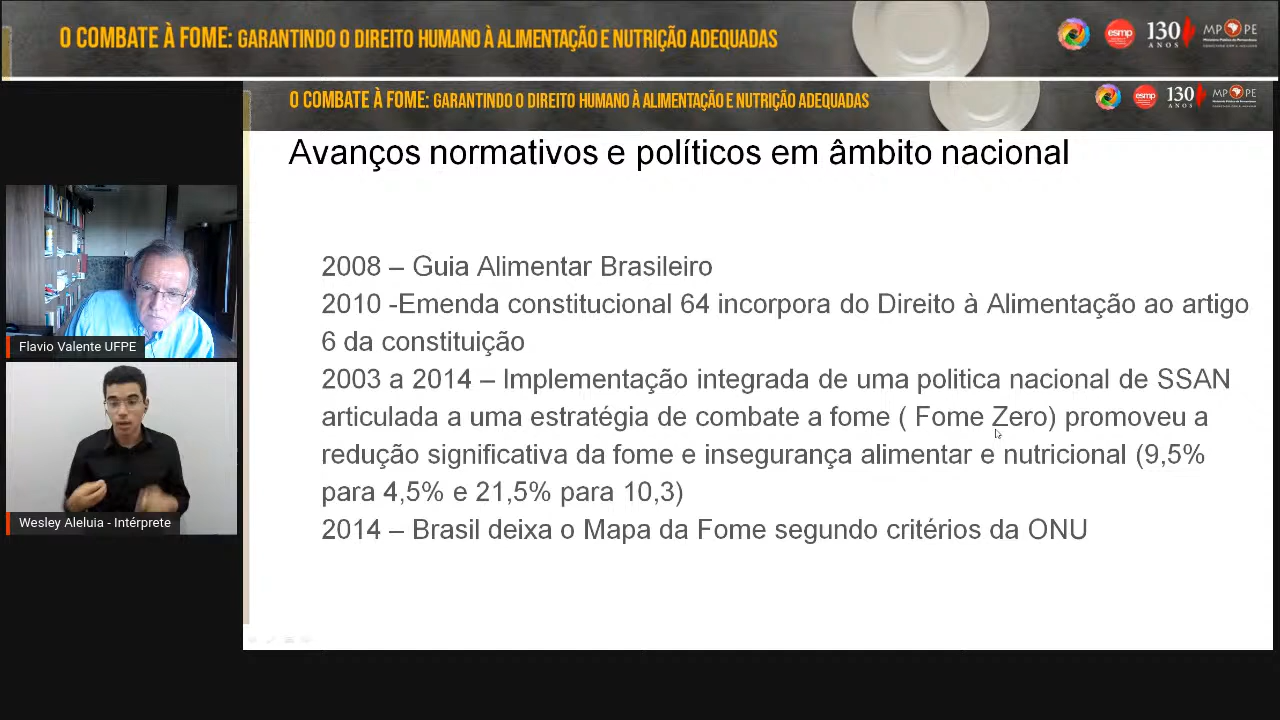 O COMBATE À FOME: GARANTINDO O DIREITO HUMANO À ALIMENTAÇÃO E NUTRIÇÃO ADEQUADAS
esmp
130
ANOS
MPPE
O COMBATE À FOME: GARANTINDO O DIREITO HUMANO À ALIMENTAÇÃO E NUTRIÇÃO ADEQUADAS
esmp
130
ANOS
MPPE
Avanços normativos e políticos em âmbito nacional
2008 – Guia Alimentar Brasileiro
2010 -Emenda constitucional 64 incorpora do Direito à Alimentação ao artigo
6 da constituição
2003 a 2014 – Implementação integrada de uma politica nacional de SSAN
articulada a uma estratégia de combate a fome ( Fome Zero) promoveu a
redução significativa da fome e insegurança alimentar e nutricional (9,5%
para 4,5% e 21,5% para 10,3)
2014 – Brasil deixa o Mapa da Fome segundo critérios da ONU
Flavio Valente UFPE
Wesley Aleluia - Intérprete